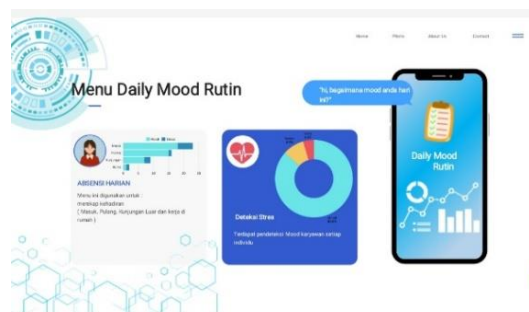 Home Menu About Us Contact
Menu Daily Mood Rutin
"hi, bagaimana mood anda hari
ini?"
ABSENSI HARIAN
Menu ini digunakan untuk :
merekap kehadiran
( Masuk, Pulang, Kunjungan Luar dan Kerja di
rumah )
Deteksi Stres
Terdapat pendeteksi Mood karyawan setiap
individu
Daily Mood
Rutin